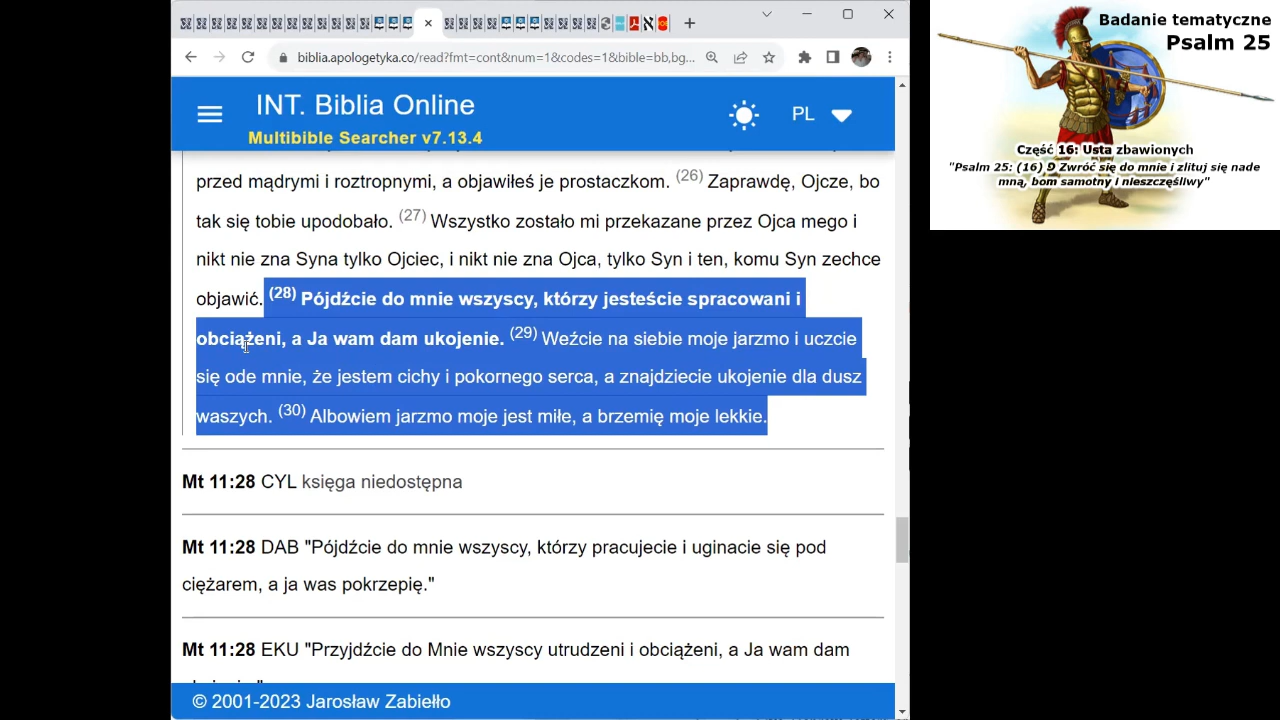 biblia.apologetyka.co/read?fmt=cont&num=1&codes=1&bible=bb,bg...
INT. Biblia Online
Multibible Searcher v7.13.4
PL
przed mądrymi i roztropnymi, a objawiłeś je prostaczkom. (26) Zaprawdę, Ojcze, bo
tak się tobie upodobało. (27) Wszystko zostało mi przekazane przez Ojca mego i
nikt nie zna Syna tylko Ojciec, i nikt nie zna Ojca, tylko Syn i ten, komu Syn zechce
objawić. (28) Pójdźcie do mnie wszyscy, którzy jesteście spracowani i
obciążeni, a Ja wam dam ukojenie. (29) Weźcie na siebie moje jarzmo i uczcie
się ode mnie, że jestem cichy i pokornego serca, a znajdziecie ukojenie dla dusz
waszych. (30) Albowiem jarzmo moje jest miłe, a brzemię moje lekkie.
Mt 11:28 CYL księga niedostępna
Mt 11:28 DAB "Pójdźcie do mnie wszyscy, którzy pracujecie i uginacie się pod
ciężarem, a ja was pokrzepię."
Mt 11:28 EKU "Przyjdźcie do Mnie wszyscy utrudzeni i obciążeni, a Ja wam dam
© 2001-2023 Jarosław Zabiełło
Badanie tematyczne
Psalm 25
Część 16: Usta zbawionych
"Psalm 25: (16) Zwróć się do mnie i zlituj się nade
mną, bom samotny i nieszczęśliwy"